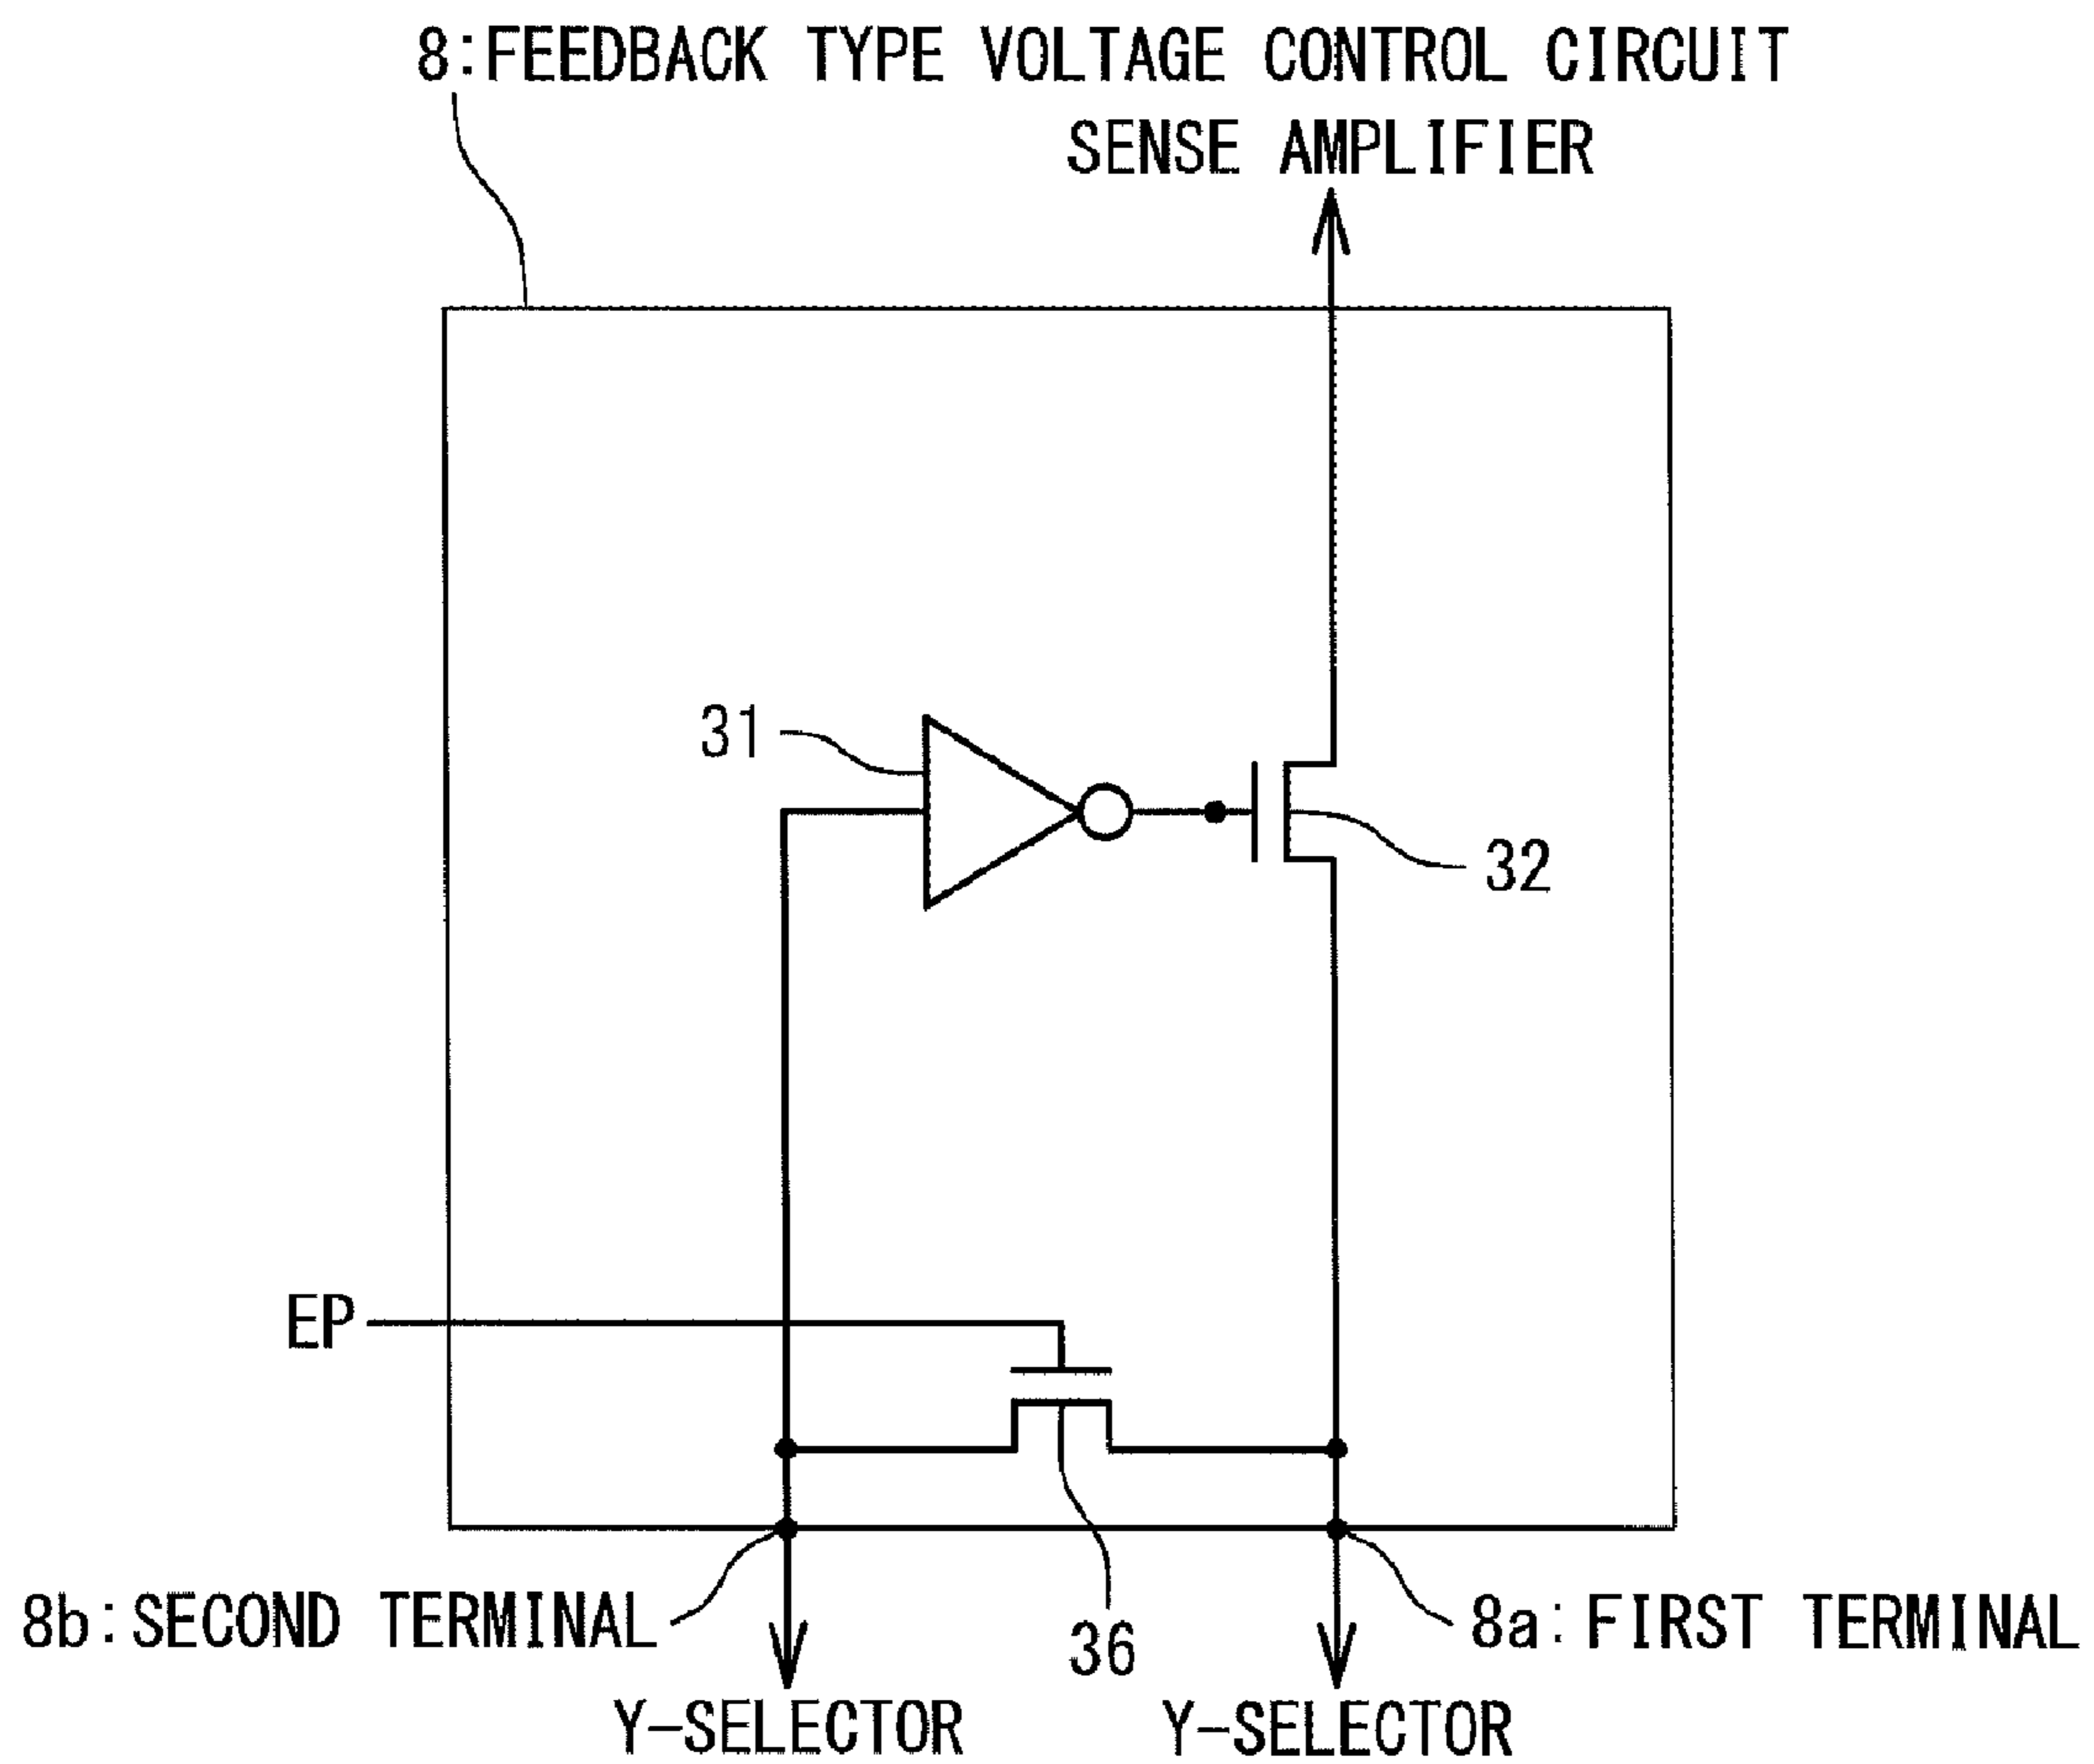 8:FEEDBACK TYPE VOLTAGE CONTROL CIRCUIT
SENSE AMPLIFIER
31
32
EP
8b:SECOND TERMINAL
36
8a:FIRST TERMINAL
Y-SELECTOR
Y-SELECTOR